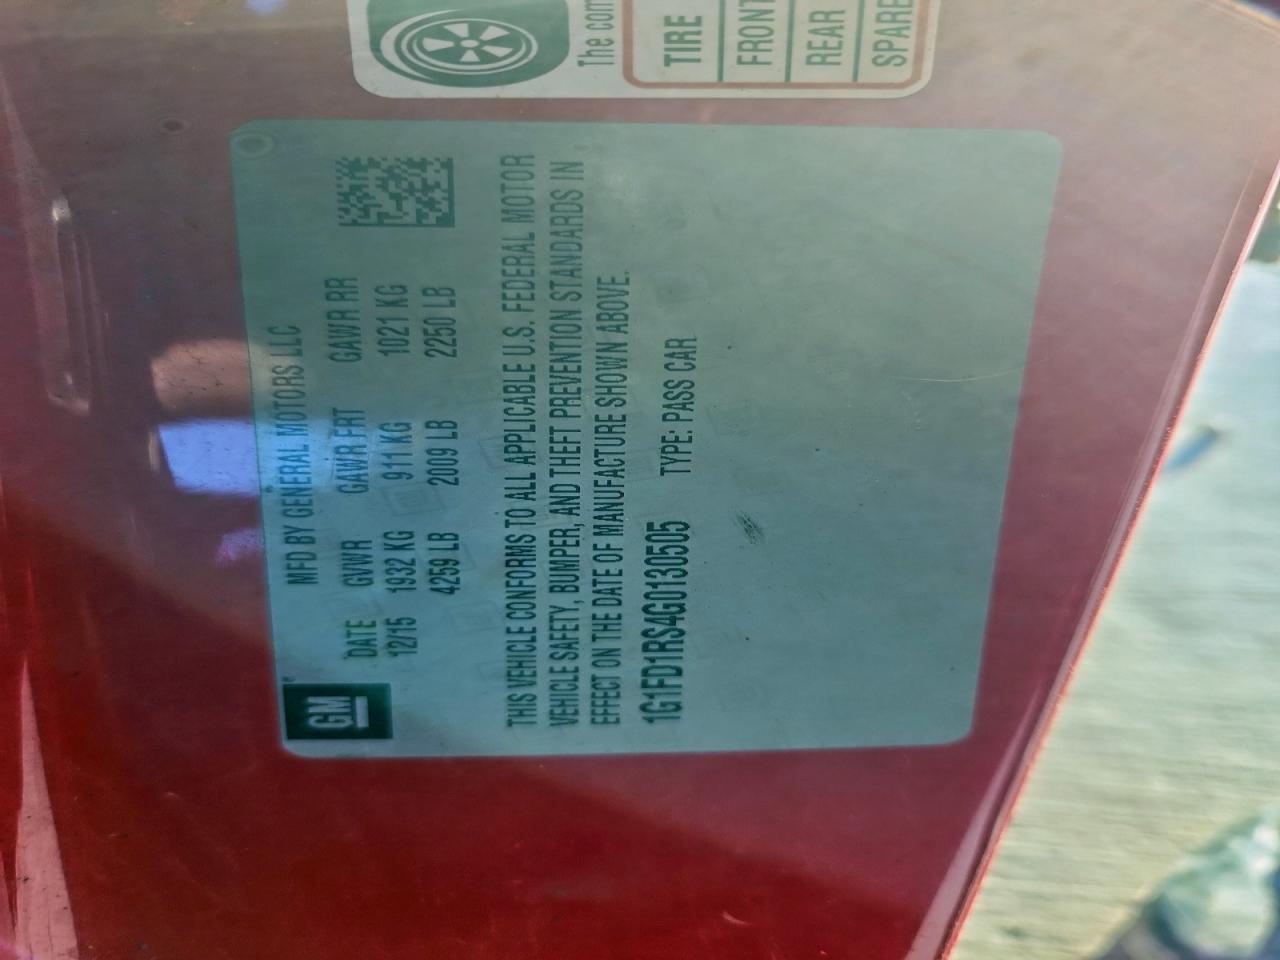 GM
MFD BY GENERAL MOTORS LLC
DATE GVWR GAWR FRT GAWR RR
12/15 1932 KG 911 KG 1021 KG
4259 LB 2009 LB 2250 LB
THIS VEHICLE CONFORMS TO ALL APPLICABLE U.S. FEDERAL MOTOR
VEHICLE SAFETY, BUMPER, AND THEFT PREVENTION STANDARDS IN
EFFECT ON THE DATE OF MANUFACTURE SHOWN ABOVE.
1G1FD1RS4G0130505 TYPE: PASS CAR
The com
TIRE
FRONT
REAR
SPARE